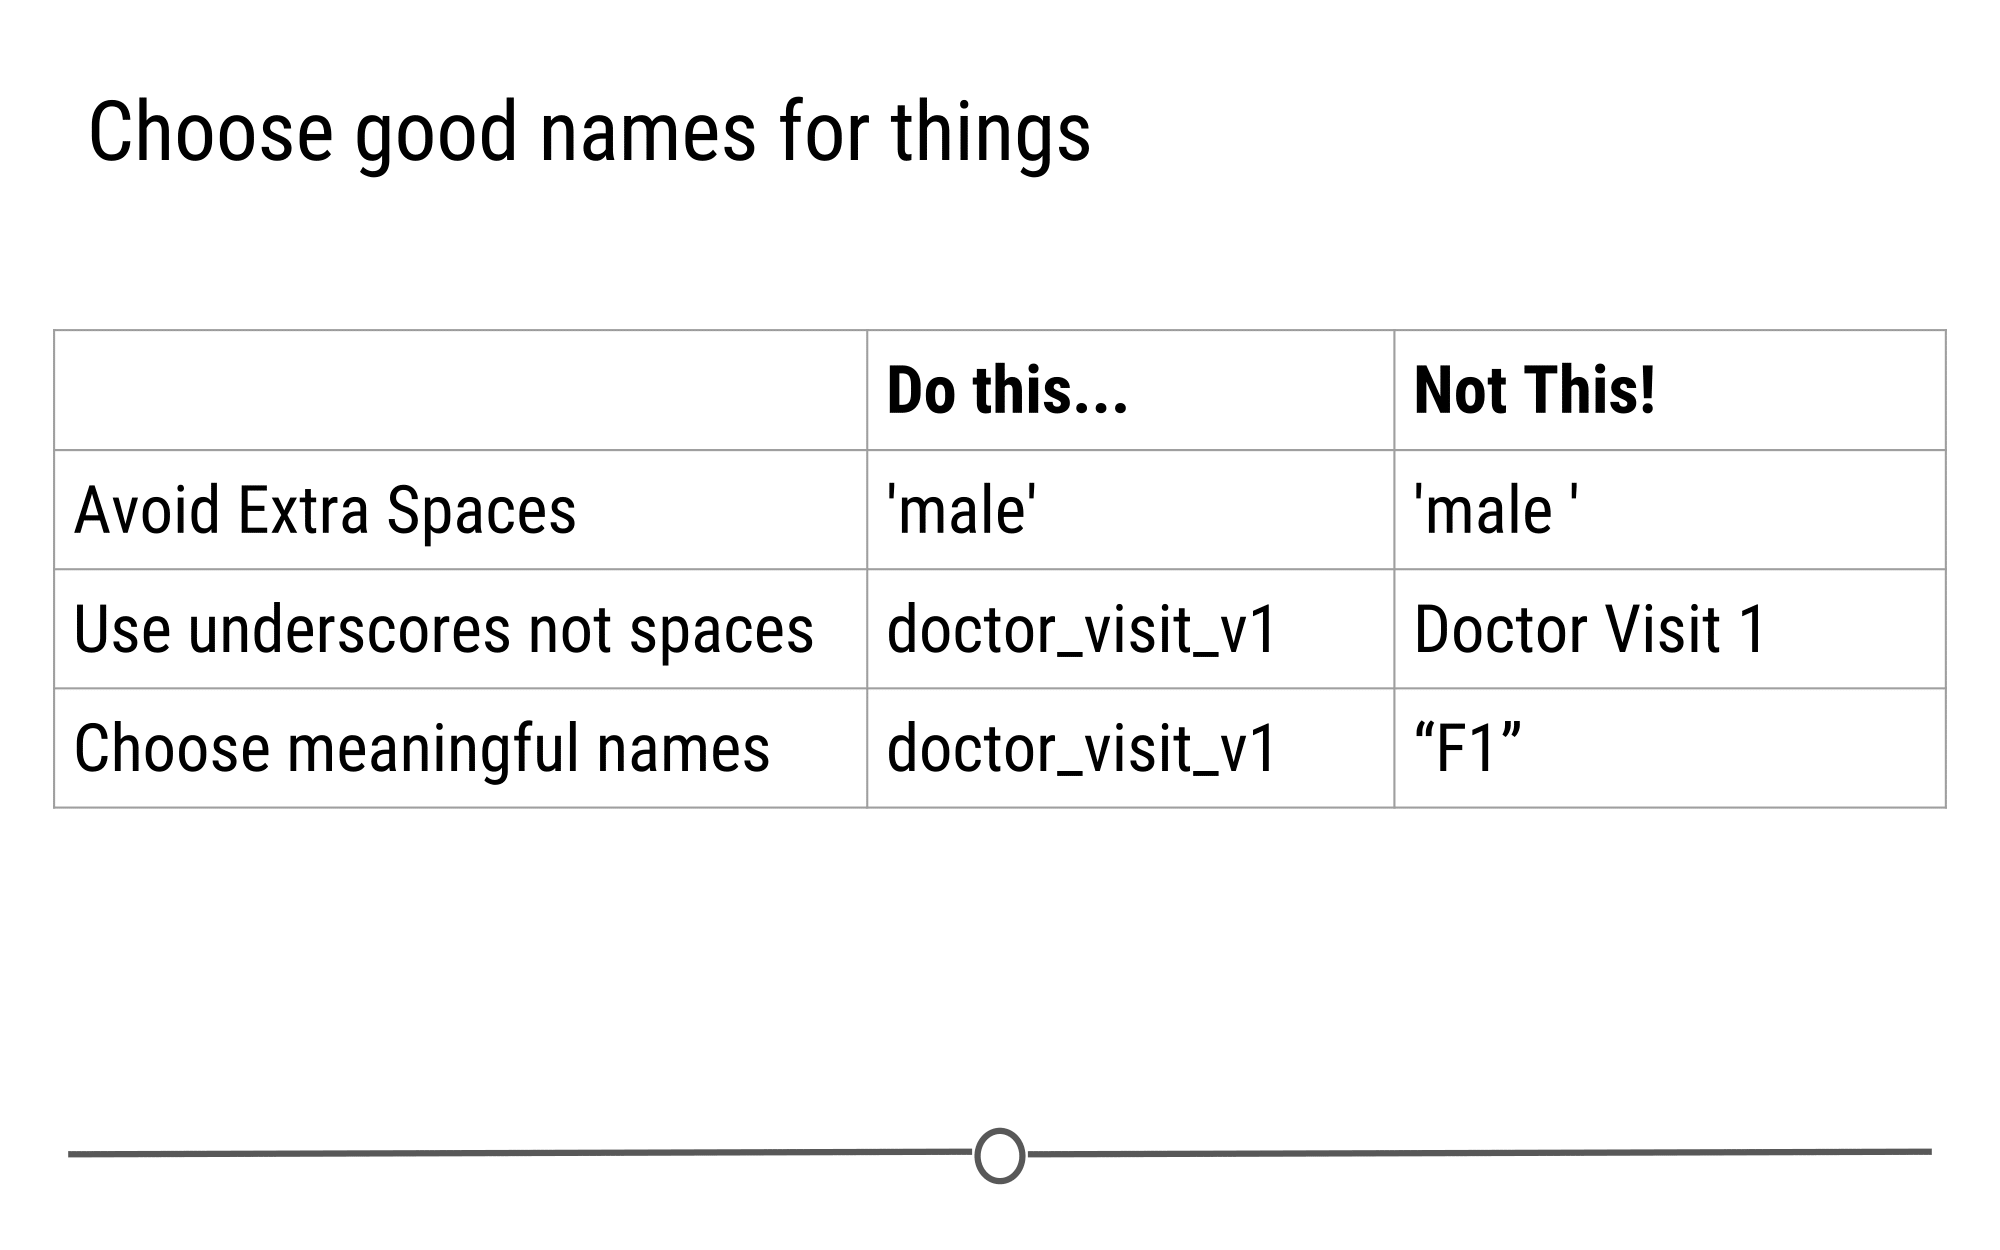 Choose good names for things
Do this... Not This!
Avoid Extra Spaces 'male' 'male '
Use underscores not spaces doctor_visit_v1 Doctor Visit 1
Choose meaningful names doctor_visit_v1 “F1”